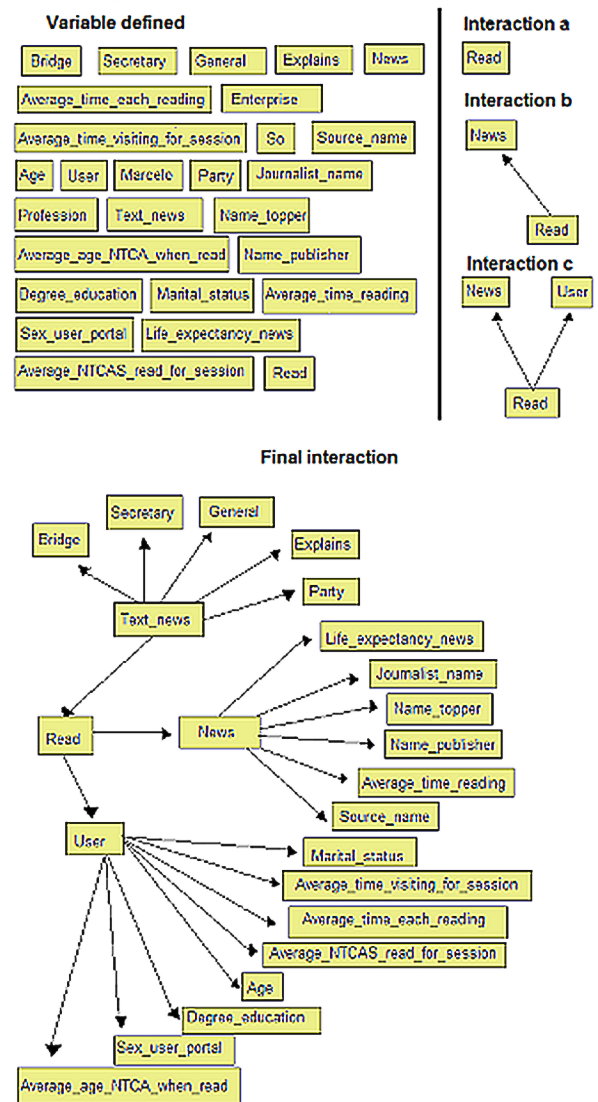 Variable defined
Bridge Secretary General Explains News
Average_time_each_reading Enterprise
Average_time_visiting_for_session So Source_name
Age User Marcelo Party Journalist_name
Profession Text_news Name_topper
Average_age_NTCA_when_read Name_publisher
Degree_education Marital_status Average_time_reading
Sex_user_portal Life_expectancy_news
Average_NTCAS_read_for_session Read
Interaction a
Read
Interaction b
News
Read
Interaction c
News User
Read
Final interaction
Secretary General
Bridge
Explains
Party
Text_news
Life_expectancy_news
Journalist_name
Name_topper
Read News
Name_publisher
Average_time_reading
Source_name
User
Marital_status
Average_time_visiting_for_session
Average_time_each_reading
Average_NTCAS_read_for_session
Age
Degree_education
Sex_user_portal
Average_age_NTCA_when_read